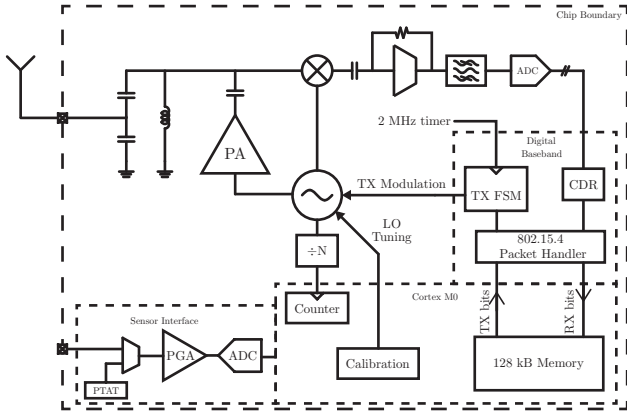 Chip Boundary
ADC
2 MHz timer
Digital
Baseband
PA
TX Modulation
TX FSM
CDR
LO
Tuning
÷N
802.15.4
Packet Handler
Cortex M0
Counter
TX bits
RX bits
Sensor Interface
PGA
ADC
PTAT
Calibration
128 kB Memory